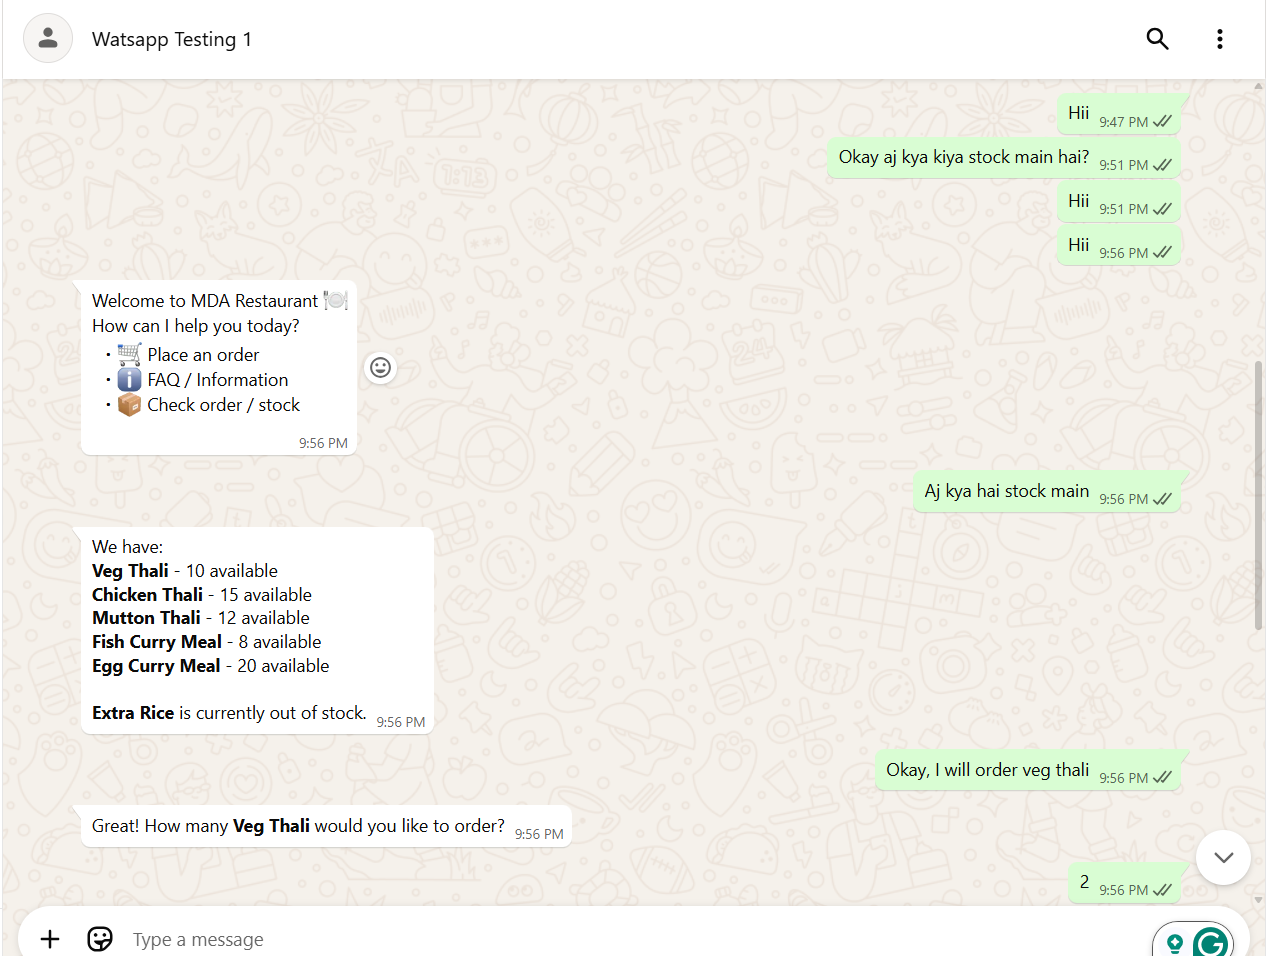 Watsapp Testing 1
Hii 9:47 PM
Okay aj kya kiya stock main hai? 9:51 PM
Hii 9:51 PM
Hii 9:56 PM
Welcome to MDA Restaurant 🍽️
How can I help you today?
• 🛒 Place an order
• ℹ️ FAQ / Information
• 📦 Check order / stock
9:56 PM
Aj kya hai stock main 9:56 PM
We have:
Veg Thali - 10 available
Chicken Thali - 15 available
Mutton Thali - 12 available
Fish Curry Meal - 8 available
Egg Curry Meal - 20 available
Extra Rice is currently out of stock. 9:56 PM
Okay, I will order veg thali 9:56 PM
Great! How many Veg Thali would you like to order? 9:56 PM
2 9:56 PM
Type a message